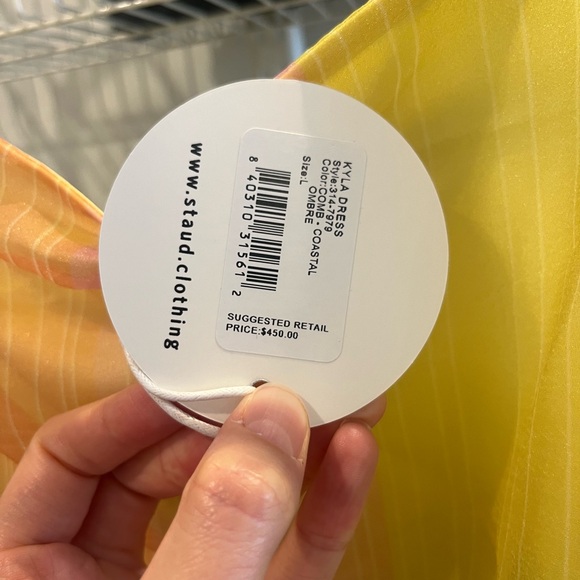 www.staud.clothing
KYLA DRESS
Style:314-7979
Color:COMB - COASTAL
OMBRE
Size:L
8 40310 31561 2
SUGGESTED RETAIL
PRICE:$450.00